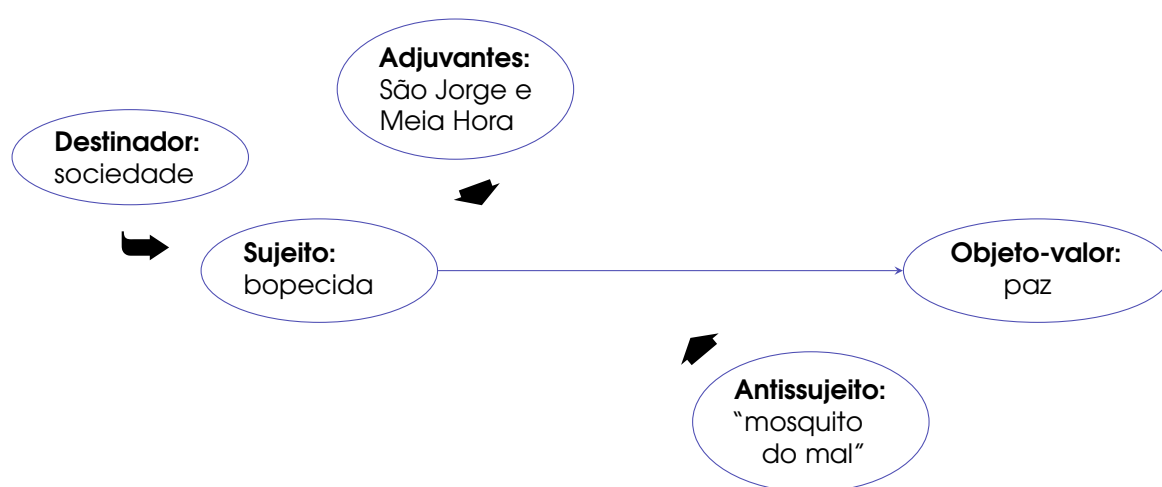 Adjuvantes:
São Jorge e
Meia Hora
Destinador:
sociedade
Sujeito:
bopecida
Objeto-valor:
paz
Antissujeito:
“mosquito
do mal”